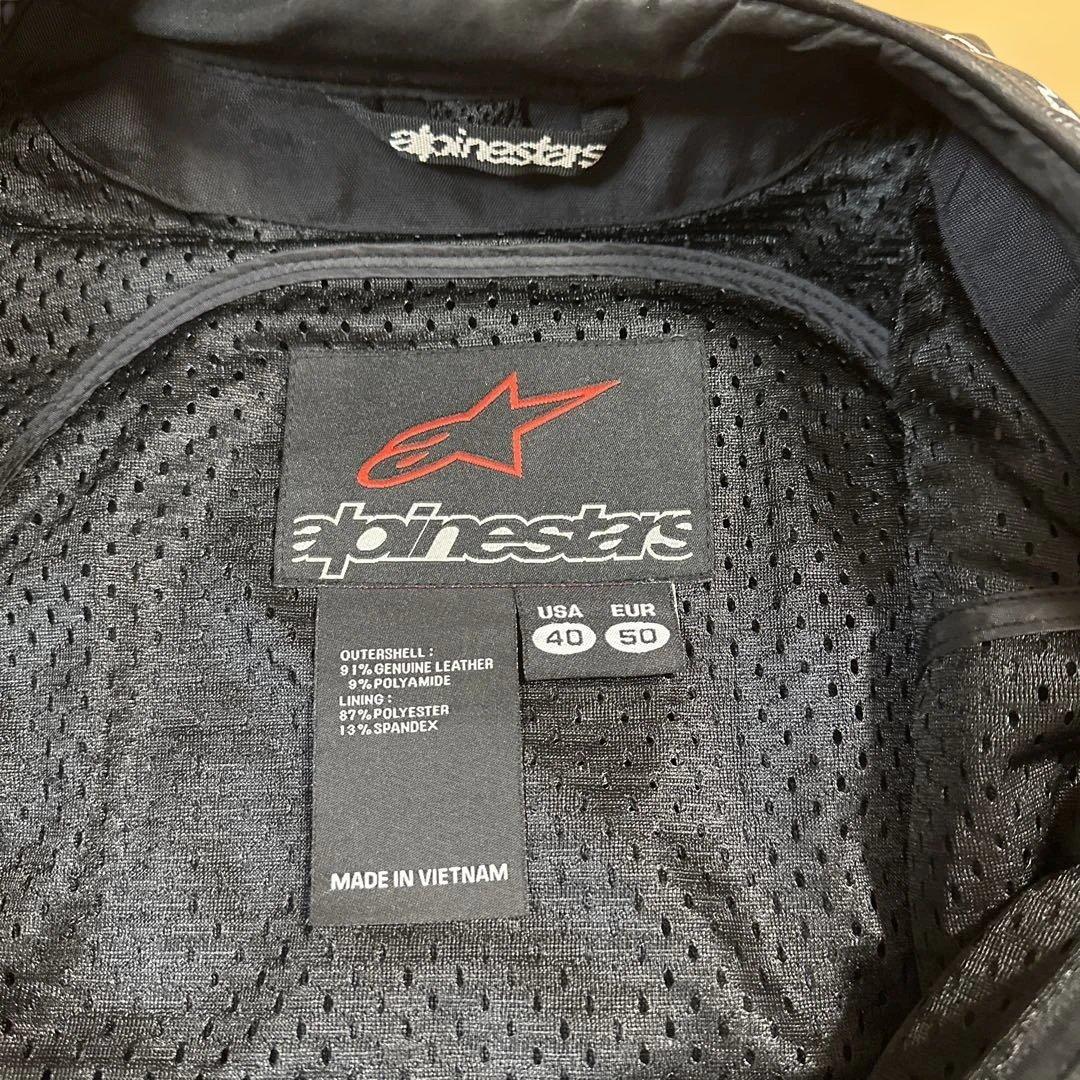 alpinestars
alpinestars
USA EUR
40 50
OUTERSHELL :
91% GENUINE LEATHER
9% POLYAMIDE
LINING :
87% POLYESTER
13% SPANDEX
MADE IN VIETNAM